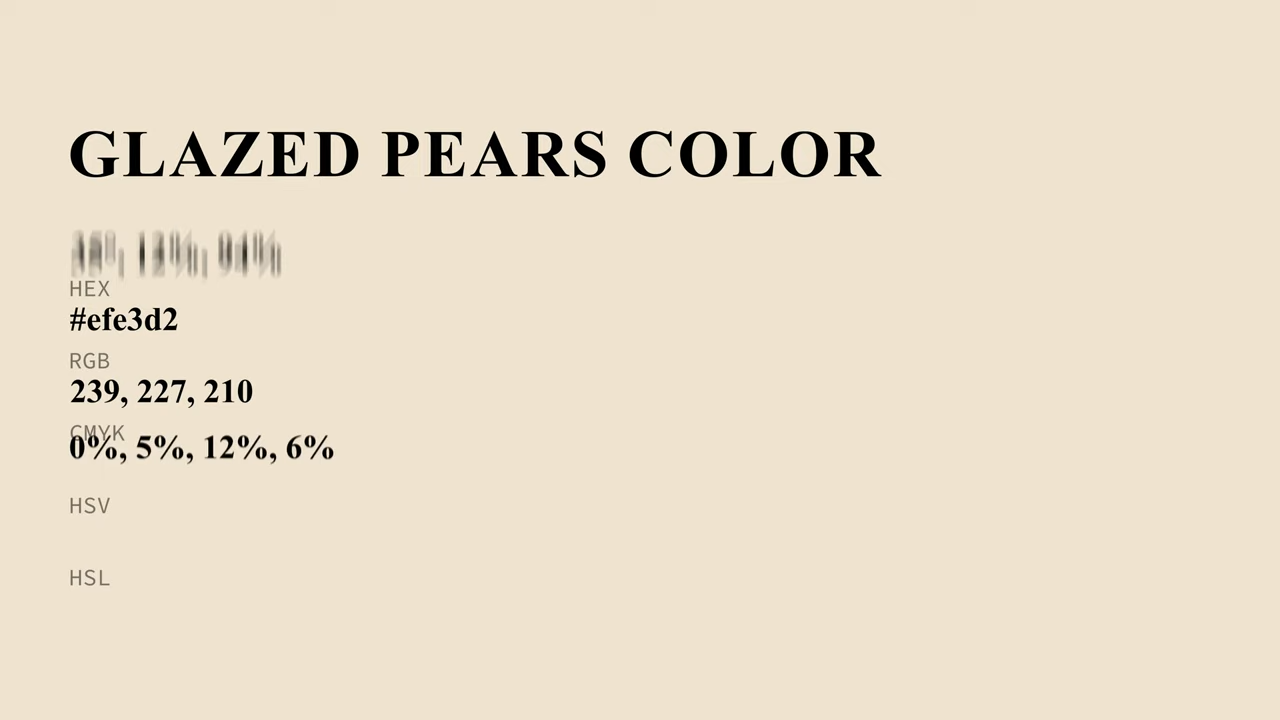 GLAZED PEARS COLOR
HEX
#efe3d2
RGB
239, 227, 210
CMYK
0%, 5%, 12%, 6%
HSV
HSL